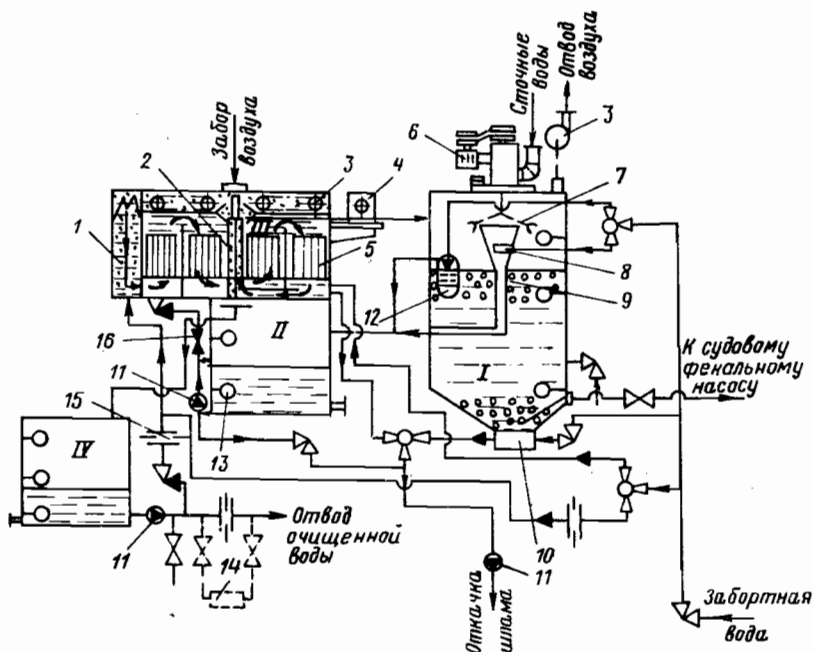 Сточные
воды
Отвод
воздуха
Забор
воздуха
6
3
2
3
4
7
1
5
8
12
9
II
16
I
К судовому
фекальному
насосу
11
15
13
IV
10
11
Отвод
очищенной
воды
14
11
Откачка
шлама
Забортная
вода